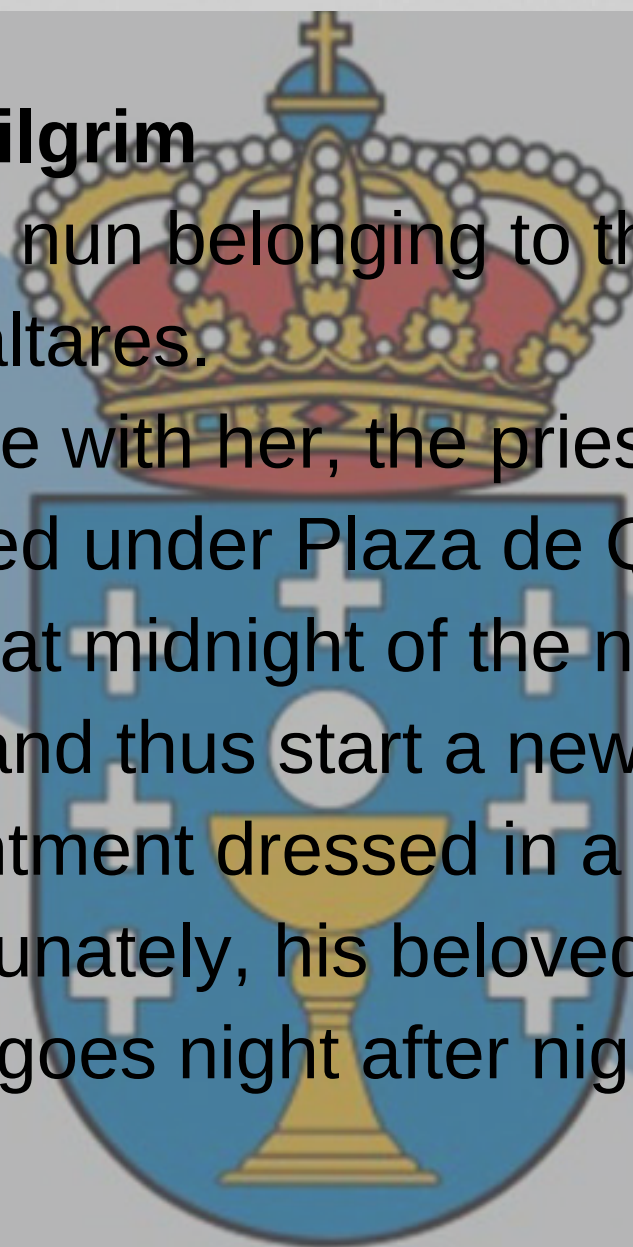 ilgrim
nun belonging to th
altares.
e with her, the pries
ed under Plaza de Q
at midnight of the n
and thus start a new
ntment dressed in a
unately, his beloved
goes night after nig